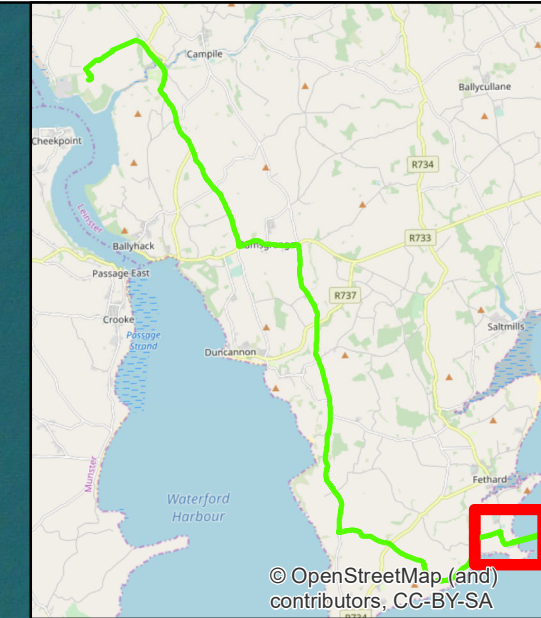 Campile
Ballycullane
Cheekpoint
R734
Leinster
R733
Ballyhack
Passage East
R737
Crooke
Saltmills
Passage
Strand
Duncannon
Munster
Fethard
Waterford
Harbour
© OpenStreetMap (and)
contributors, CC-BY-SA
R734